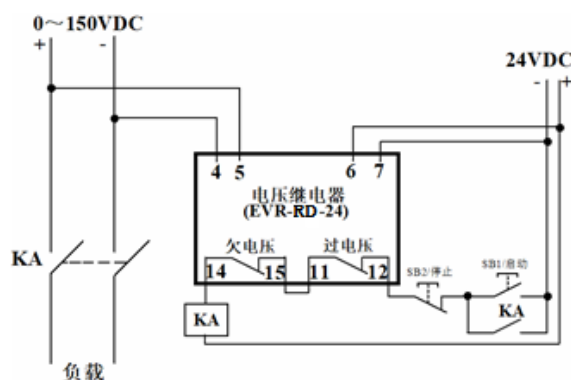 0～150VDC
+ -
24VDC
- +
4 5 6 7
电压继电器
(EVR-RD-24)
欠电压 过电压
14 15 11 12
KA
SB2/停止
SB1/启动
KA
KA
负载